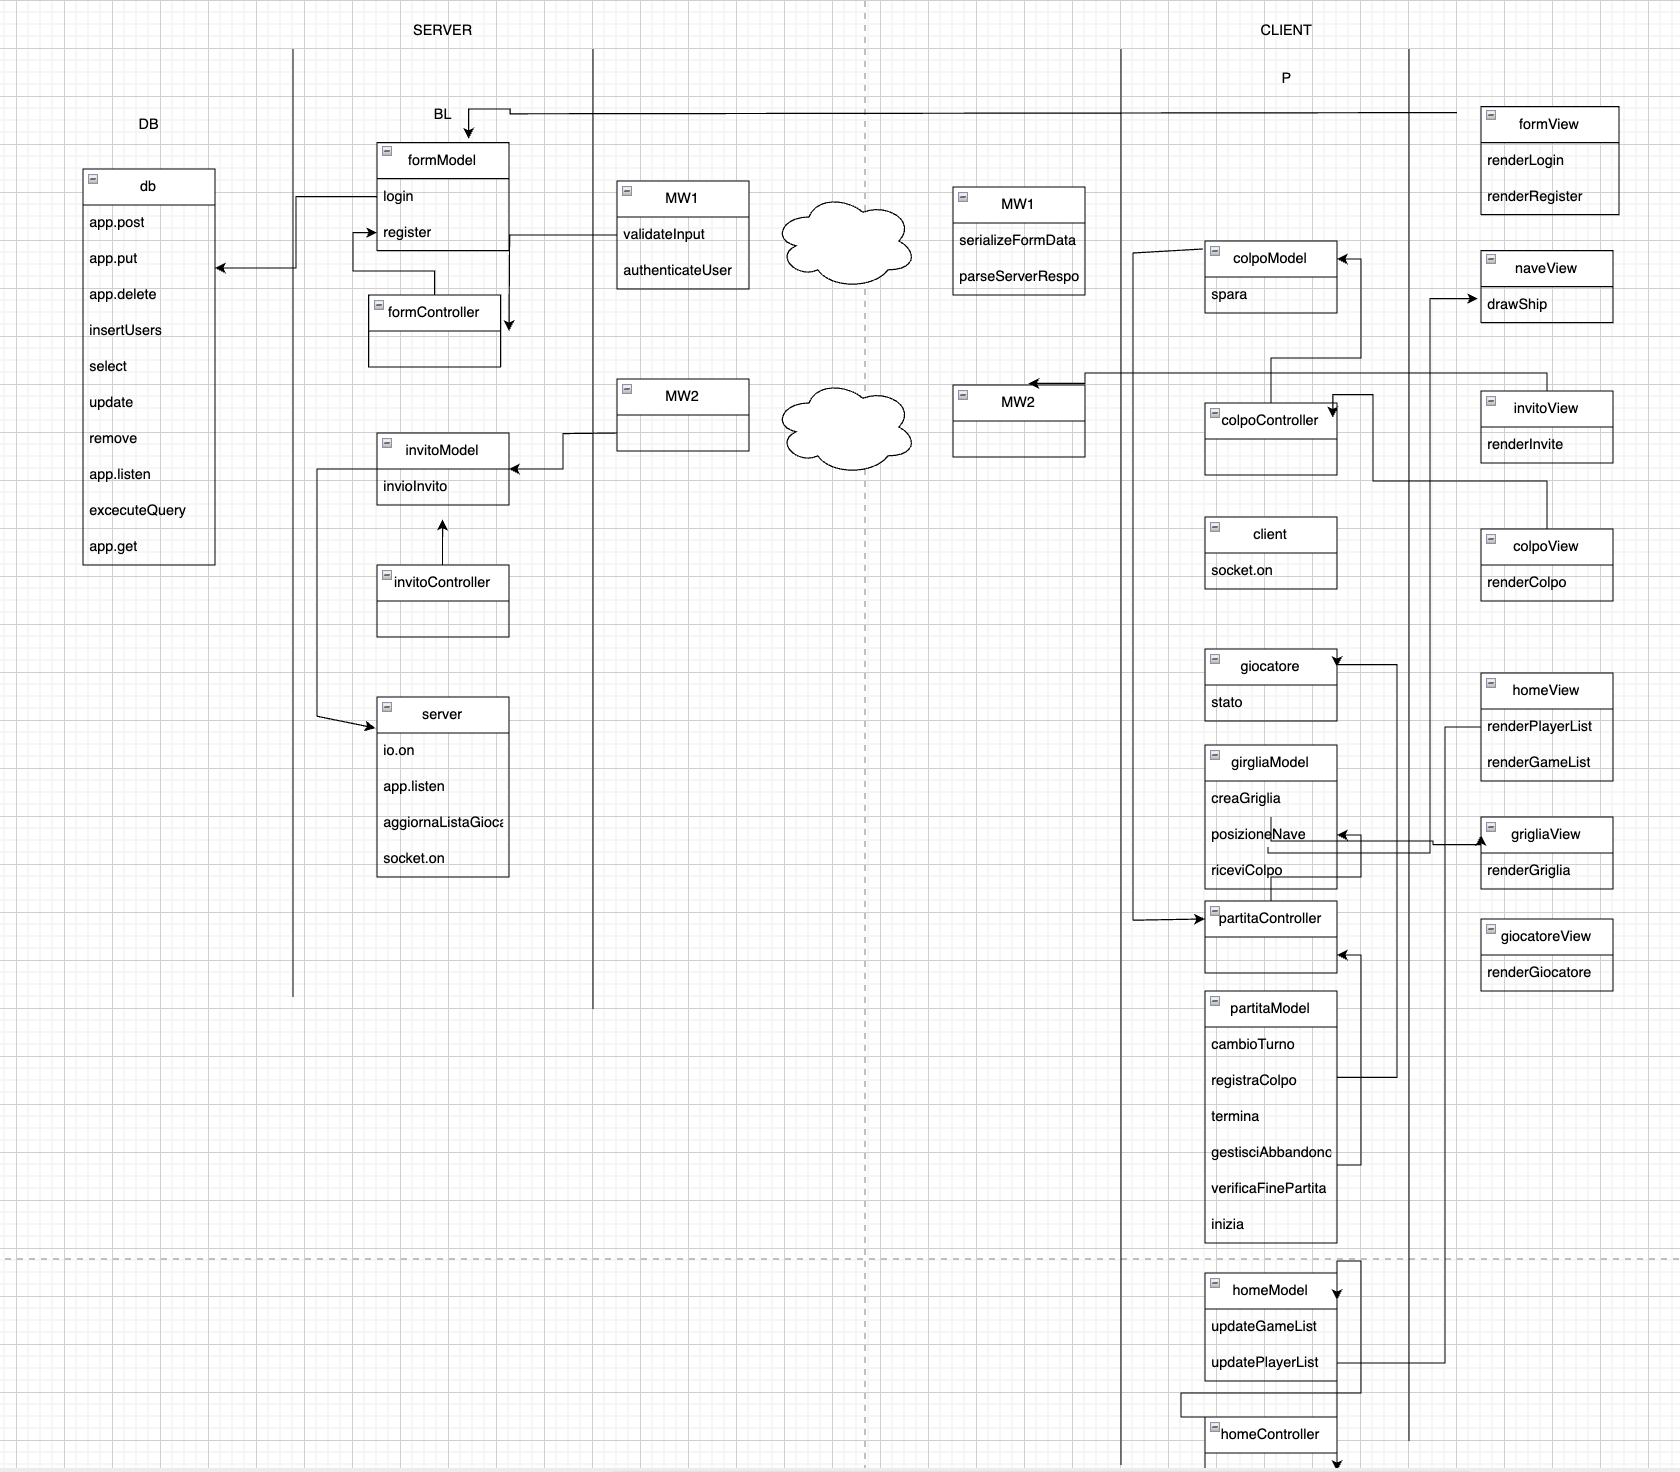 SERVER
CLIENT
P
DB
BL
db
app.post
app.put
app.delete
insertUsers
select
update
remove
app.listen
excecuteQuery
app.get
formModel
login
register
formController
invitoModel
invioInvito
invitoController
server
io.on
app.listen
aggiornaListaGioca
socket.on
MW1
validateInput
authenticateUser
MW2
MW1
serializeFormData
parseServerRespo
MW2
colpoModel
spara
colpoController
client
socket.on
giocatore
stato
girgliaModel
creaGriglia
posizioneNave
riceviColpo
partitaController
partitaModel
cambioTurno
registraColpo
termina
gestisciAbbandono
verificaFinePartita
inizia
homeModel
updateGameList
updatePlayerList
homeController
formView
renderLogin
renderRegister
naveView
drawShip
invitoView
renderInvite
colpoView
renderColpo
homeView
renderPlayerList
renderGameList
grigliaView
renderGriglia
giocatoreView
renderGiocatore